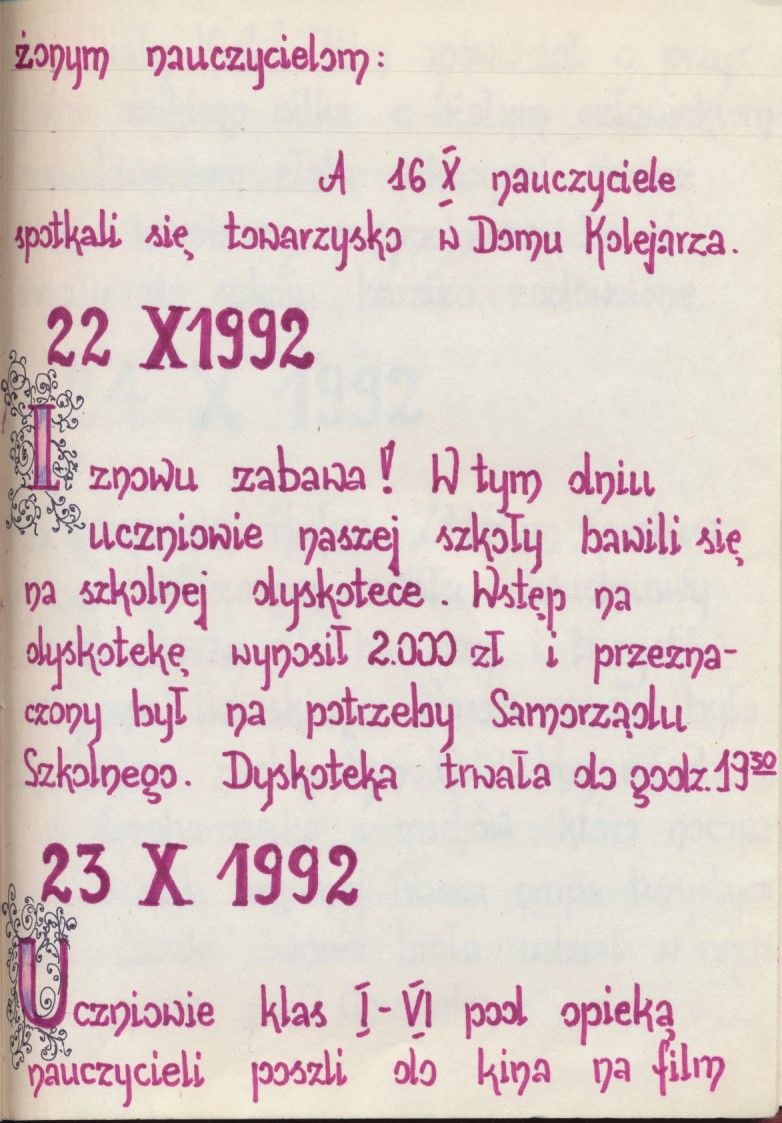 żonym nauczycielom:
A 16 X nauczyciele
spotkali się towarzysko w Domu Kolejarza.
22 X 1992
I znowu zabawa! W tym dniu
uczniowie naszej szkoły bawili się
na szkolnej dyskotece. Wstęp na
dyskotekę wynosił 2.000 zł i przezna-
czony był na potrzeby Samorządu
Szkolnego. Dyskoteka trwała do godz. 19³⁰
23 X 1992
Uczniowie klas I-VI pod opieką
nauczycieli poszli do kina na film